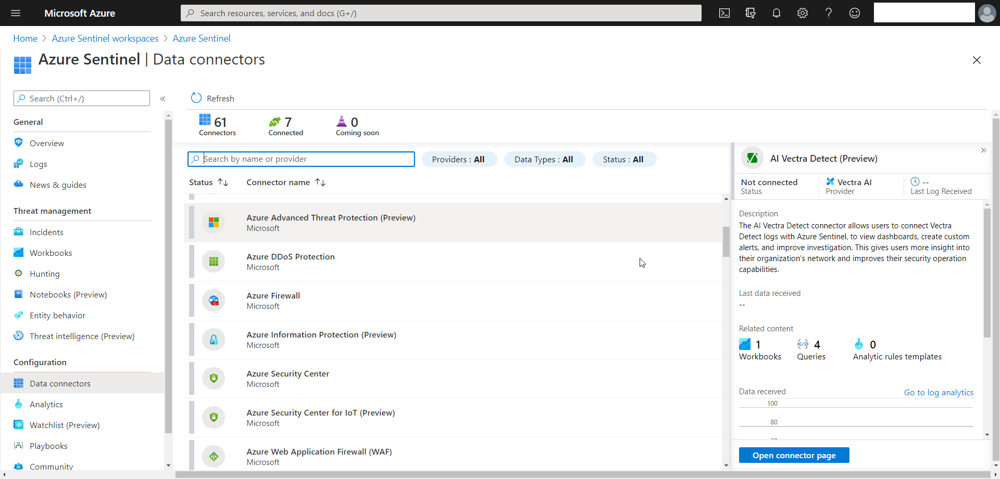 Microsoft Azure
Search resources, services, and docs (G+/)
Home > Azure Sentinel workspaces > Azure Sentinel
Azure Sentinel | Data connectors
Search (Ctrl+/)
«
General
Overview
Logs
News & guides
Threat management
Incidents
Workbooks
Hunting
Notebooks (Preview)
Entity behavior
Threat intelligence (Preview)
Configuration
Data connectors
Analytics
Watchlist (Preview)
Playbooks
Community
Refresh
61
Connectors
7
Connected
0
Coming soon
Search by name or provider
Providers : All
Data Types : All
Status : All
Status ↑↓
Connector name ↑↓
Azure Advanced Threat Protection (Preview)
Microsoft
Azure DDoS Protection
Microsoft
Azure Firewall
Microsoft
Azure Information Protection (Preview)
Microsoft
Azure Security Center
Microsoft
Azure Security Center for IoT (Preview)
Microsoft
Azure Web Application Firewall (WAF)
Microsoft
AI Vectra Detect (Preview)
»
Not connected
Status
Vectra AI
Provider
--
Last Log Received
Description
The AI Vectra Detect connector allows users to connect Vectra
Detect logs with Azure Sentinel, to view dashboards, create custom
alerts, and improve investigation. This gives users more insight into
their organization's network and improves their security operation
capabilities.
Last data received
--
Related content
1
Workbooks
4
Queries
0
Analytic rules templates
Data received
Go to log analytics
100
80
Open connector page